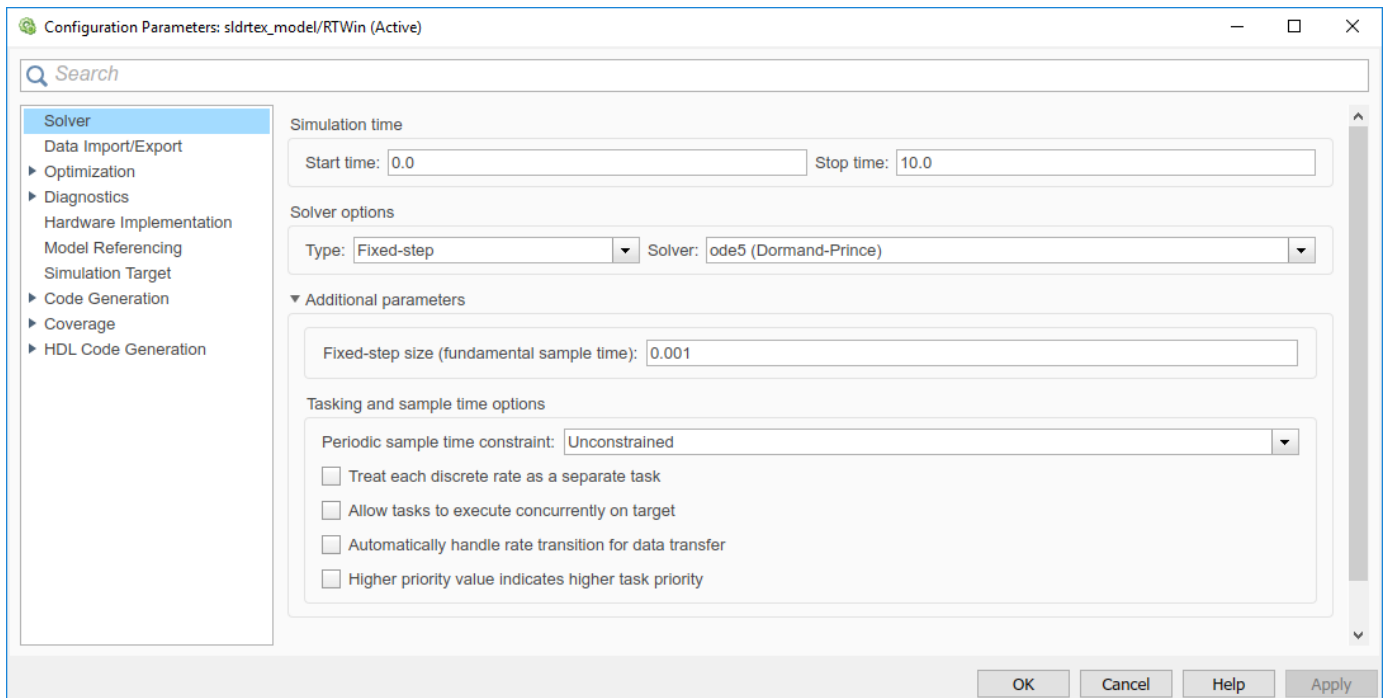 Configuration Parameters: sldrtex_model/RTWin (Active)
Search
Solver
Data Import/Export
Optimization
Diagnostics
Hardware Implementation
Model Referencing
Simulation Target
Code Generation
Coverage
HDL Code Generation
Simulation time
Start time: 0.0 Stop time: 10.0
Solver options
Type: Fixed-step Solver: ode5 (Dormand-Prince)
Additional parameters
Fixed-step size (fundamental sample time): 0.001
Tasking and sample time options
Periodic sample time constraint: Unconstrained
Treat each discrete rate as a separate task
Allow tasks to execute concurrently on target
Automatically handle rate transition for data transfer
Higher priority value indicates higher task priority
OK Cancel Help Apply